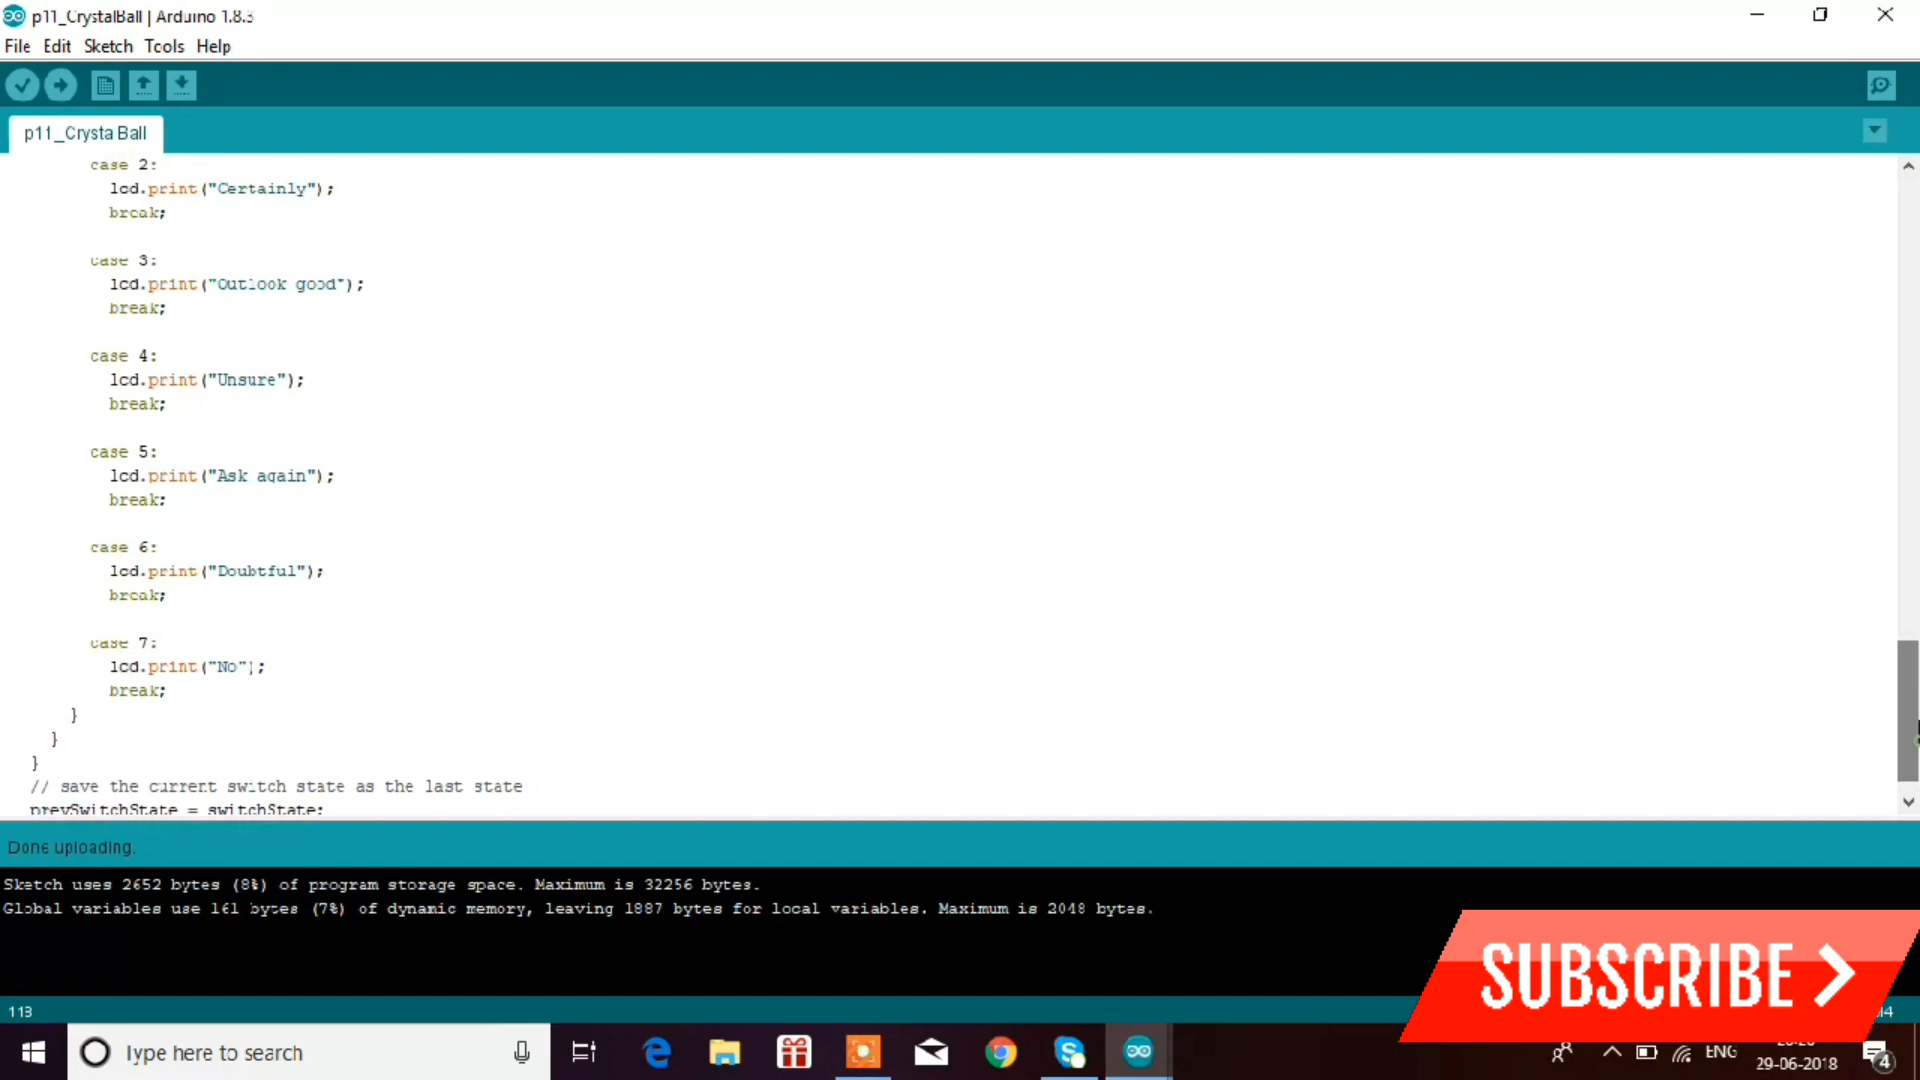 p11_CrystalBall | Arduino 1.8.3
File Edit Sketch Tools Help
p11_Crysta Ball
case 2:
lcd.print("Certainly");
break;
case 3:
lcd.print("Outlook good");
break;
case 4:
lcd.print("Unsure");
break;
case 5:
lcd.print("Ask again");
break;
case 6:
lcd.print("Doubtful");
break;
case 7:
lcd.print("No");
break;
}
}
}
// save the current switch state as the last state
prevSwitchState = switchState;
Done uploading.
Sketch uses 2652 bytes (8%) of program storage space. Maximum is 32256 bytes.
Global variables use 161 bytes (7%) of dynamic memory, leaving 1887 bytes for local variables. Maximum is 2048 bytes.
SUBSCRIBE
113
Type here to search
ENG
29-06-2018
4